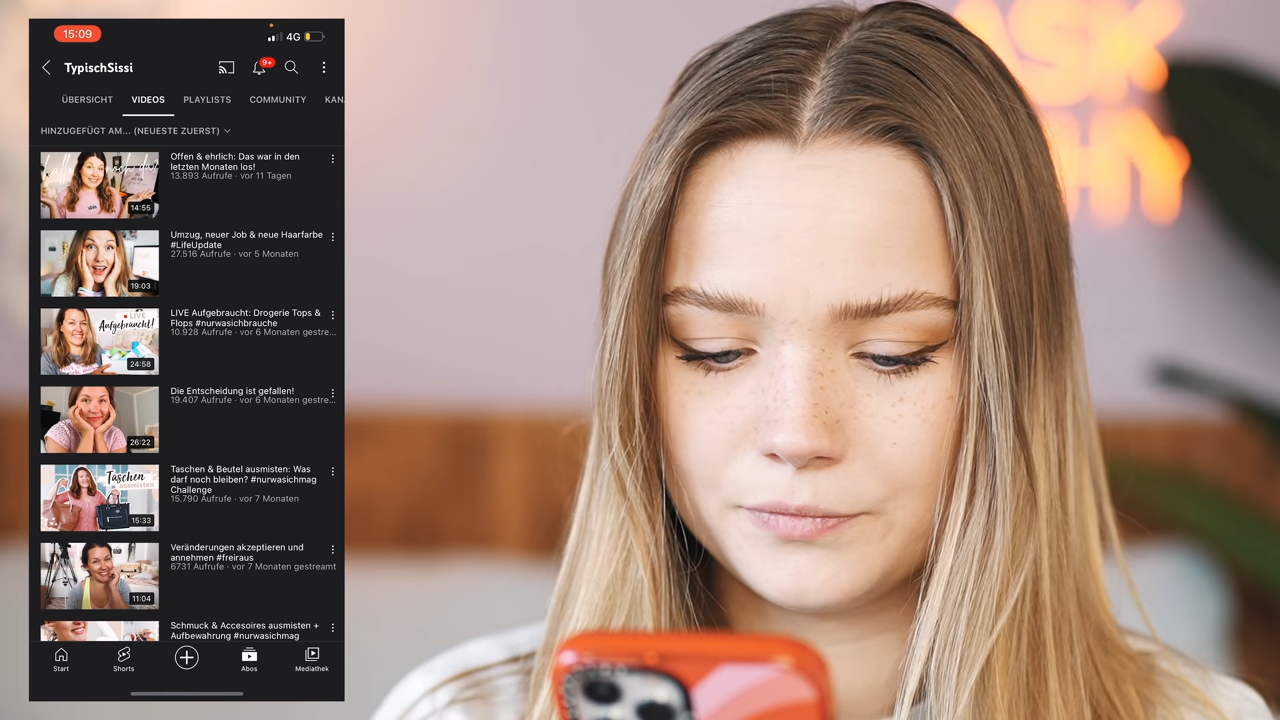 15:09
4G
TypischSissi
9+
ÜBERSICHT VIDEOS PLAYLISTS COMMUNITY KAN
HINZUGEFÜGT AM... (NEUESTE ZUERST)
14:55
Offen & ehrlich: Das war in den
letzten Monaten los!
13.893 Aufrufe · vor 11 Tagen
19:03
Umzug, neuer Job & neue Haarfarbe
#LifeUpdate
27.516 Aufrufe · vor 5 Monaten
LIVE
Aufgebraucht!
24:58
LIVE Aufgebraucht: Drogerie Tops &
Flops #nurwasichbrauche
10.928 Aufrufe · vor 6 Monaten gestre...
26:22
Die Entscheidung ist gefallen!
19.407 Aufrufe · vor 6 Monaten gestre...
Taschen
ausmisten
15:33
Taschen & Beutel ausmisten: Was
darf noch bleiben? #nurwasichmag
Challenge
15.790 Aufrufe · vor 7 Monaten
11:04
Veränderungen akzeptieren und
annehmen #freiraus
6731 Aufrufe · vor 7 Monaten gestreamt
Schmuck & Accesoires ausmisten +
Aufbewahrung #nurwasichmag
Start Shorts Abos Mediathek
ASK